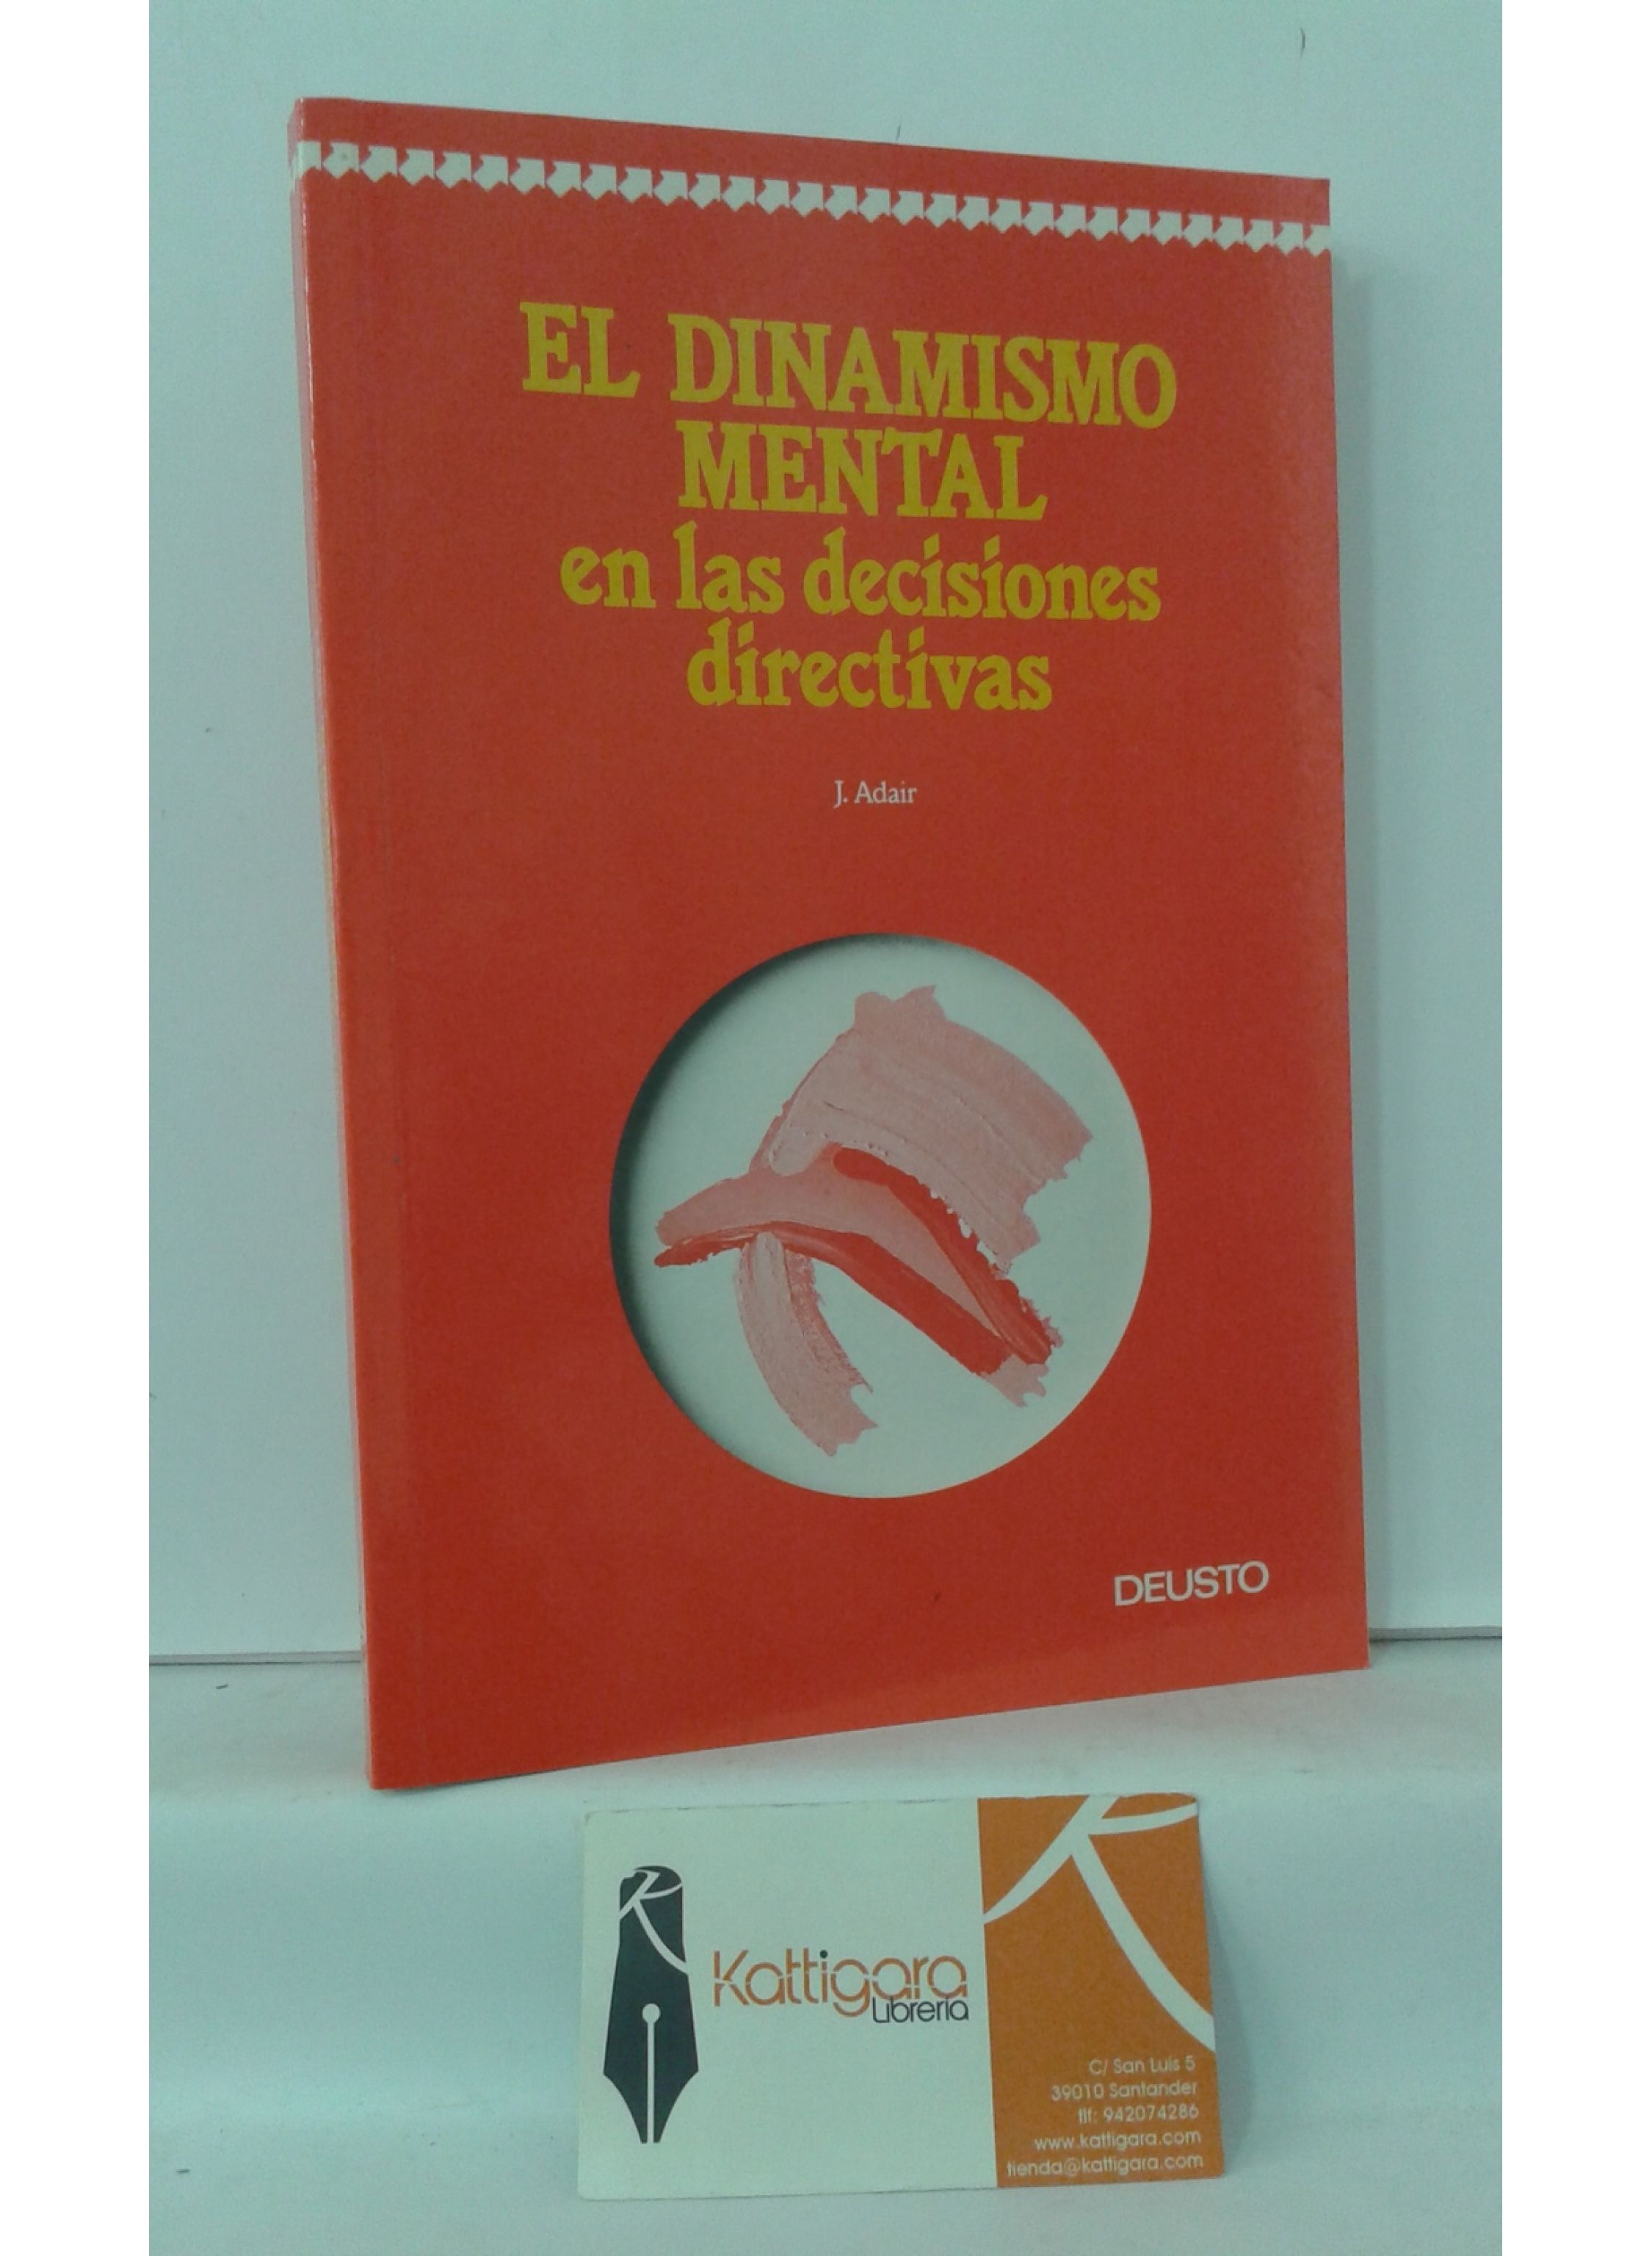 EL DINAMISMO
MENTAL
en las decisiones
directivas
J. Adair
DEUSTO
Kattigara
Librería
C/ San Luis 5
39010 Santander
tlf: 942074286
www.kattigara.com
tienda@kattigara.com